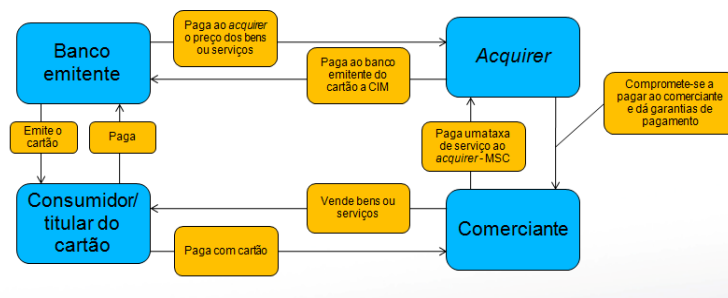 Banco
emitente
Paga ao acquirer
o preço dos bens
ou serviços
Paga ao banco
emitente do
cartão a CIM
Acquirer
Compromete-se a
pagar ao comerciante
e dá garantias de
pagamento
Emite o
cartão
Paga
Paga uma taxa
de serviço ao
acquirer - MSC
Consumidor/
titular do
cartão
Vende bens ou
serviços
Paga com cartão
Comerciante